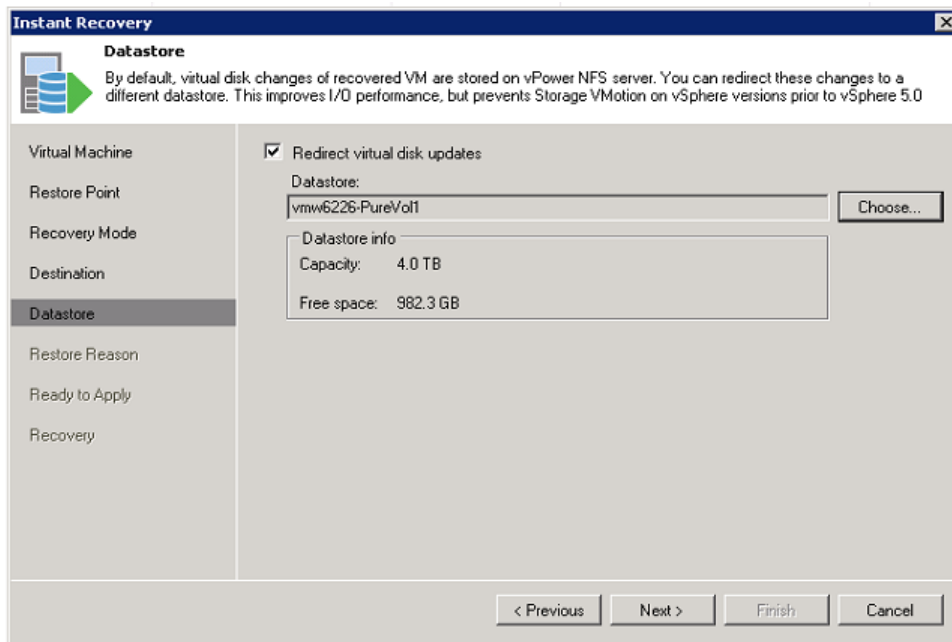 Instant Recovery
Datastore
By default, virtual disk changes of recovered VM are stored on vPower NFS server. You can redirect these changes to a
different datastore. This improves I/O performance, but prevents Storage VMotion on vSphere versions prior to vSphere 5.0
Virtual Machine
Restore Point
Recovery Mode
Destination
Datastore
Restore Reason
Ready to Apply
Recovery
Redirect virtual disk updates
Datastore:
vmw6226-PureVol1
Choose...
Datastore info
Capacity: 4.0 TB
Free space: 982.3 GB
< Previous Next > Finish Cancel